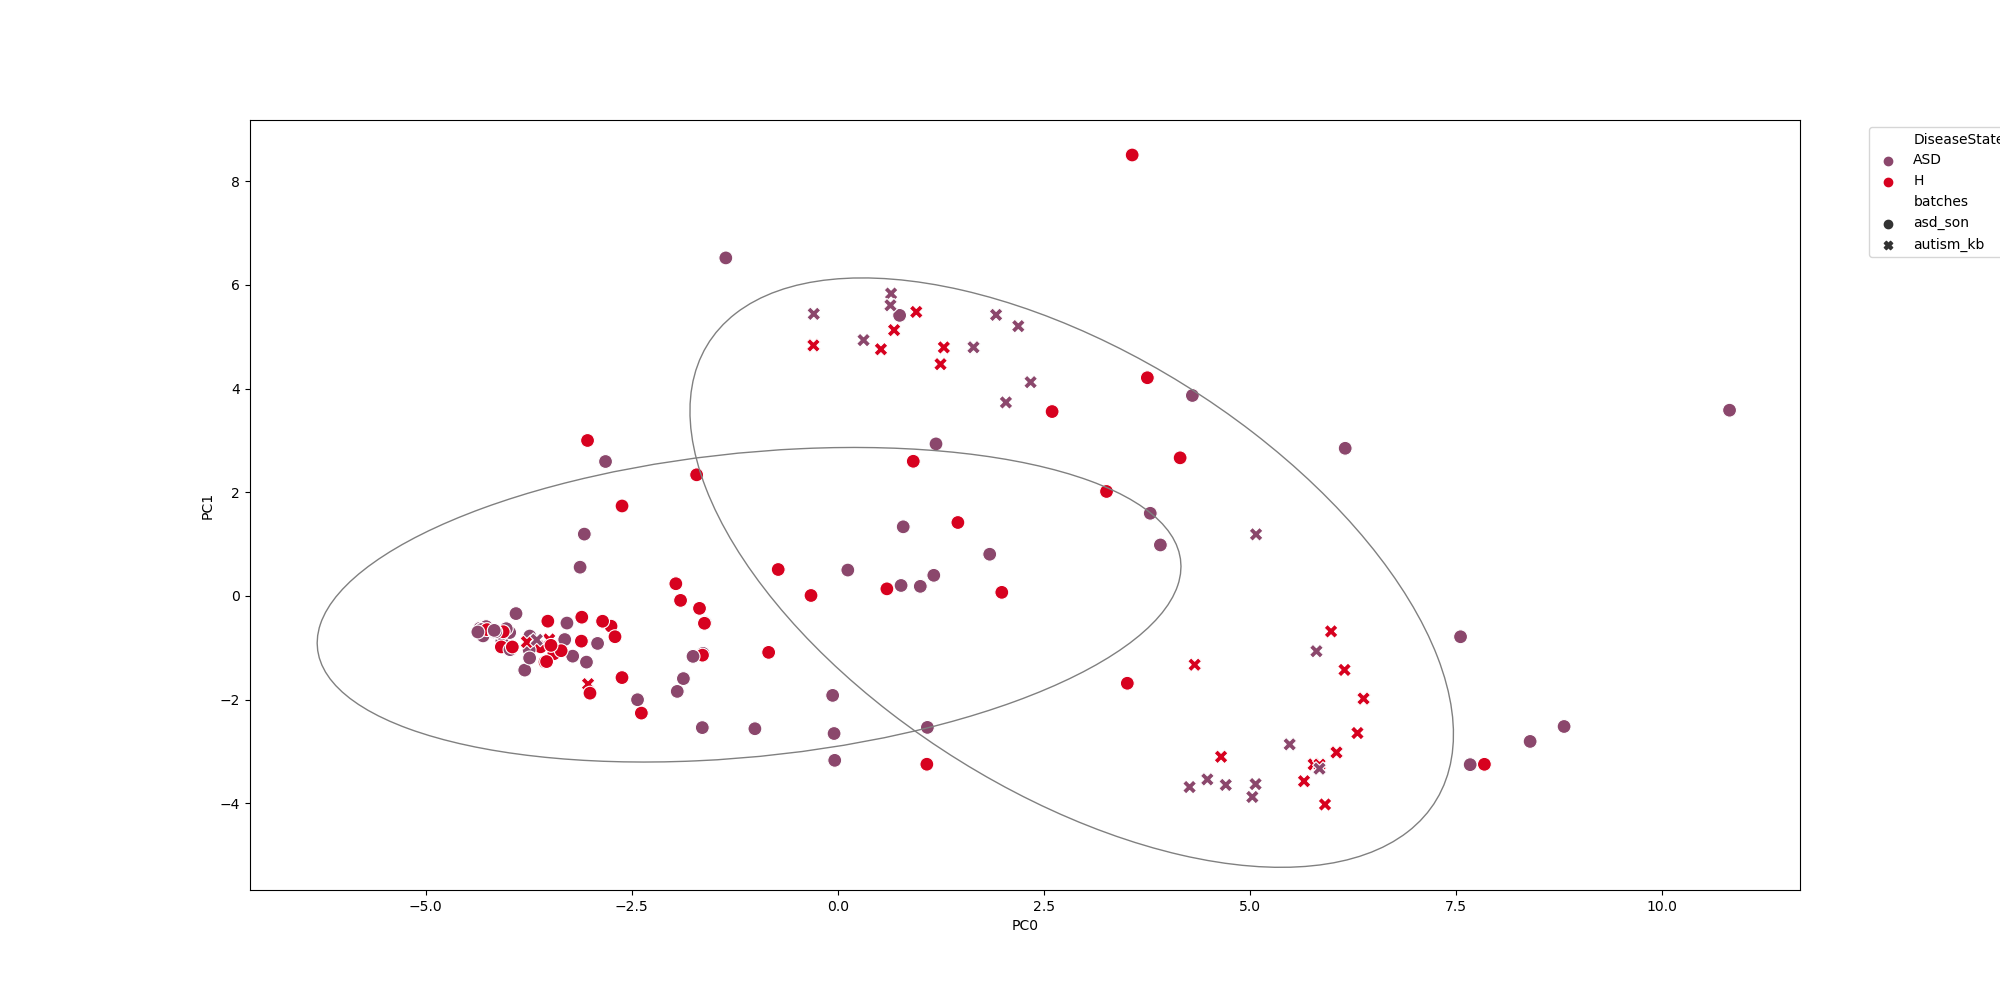 DiseaseState
ASD
H
batches
asd_son
autism_kb
8
6
4
2
0
−2
−4
PC1
−5.0 −2.5 0.0 2.5 5.0 7.5 10.0
PC0